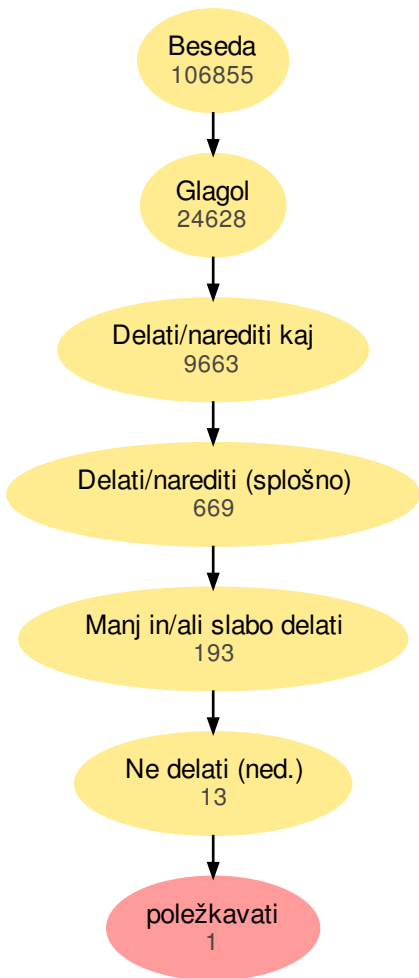 Beseda
106855
Glagol
24628
Delati/narediti kaj
9663
Delati/narediti (splošno)
669
Manj in/ali slabo delati
193
Ne delati (ned.)
13
poležkavati
1